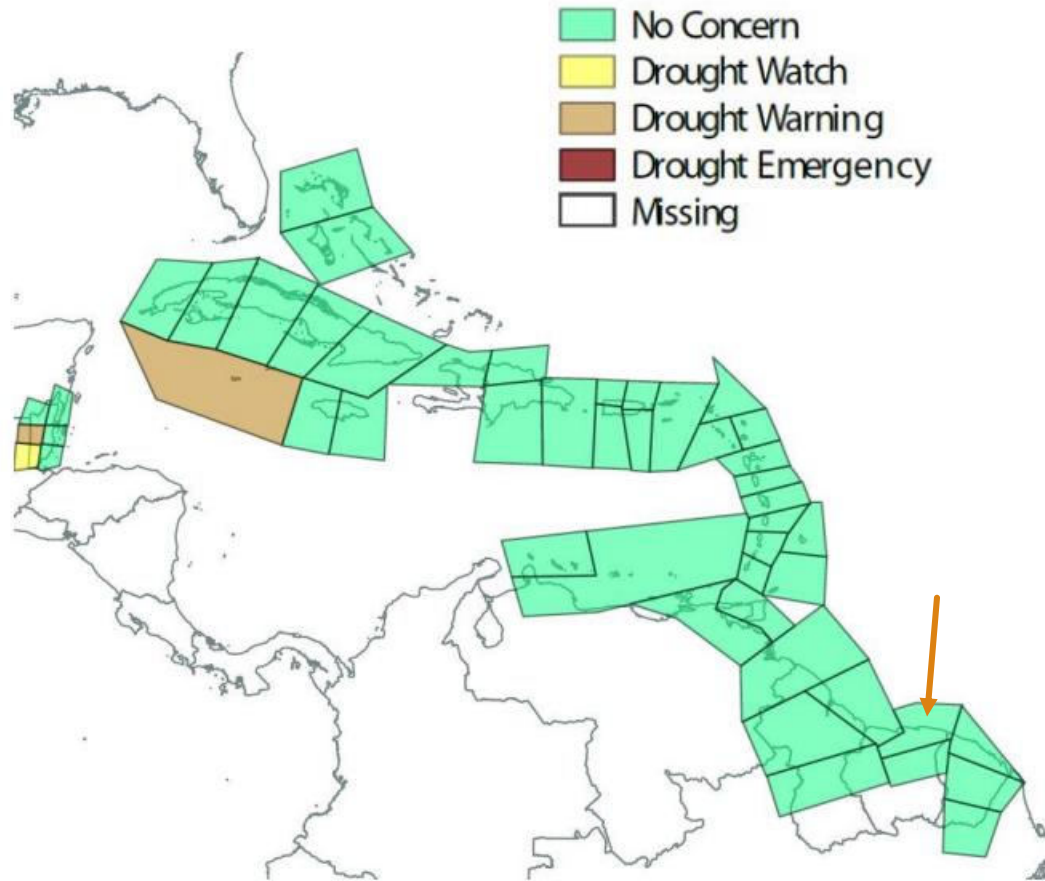 No Concern
Drought Watch
Drought Warning
Drought Emergency
Missing